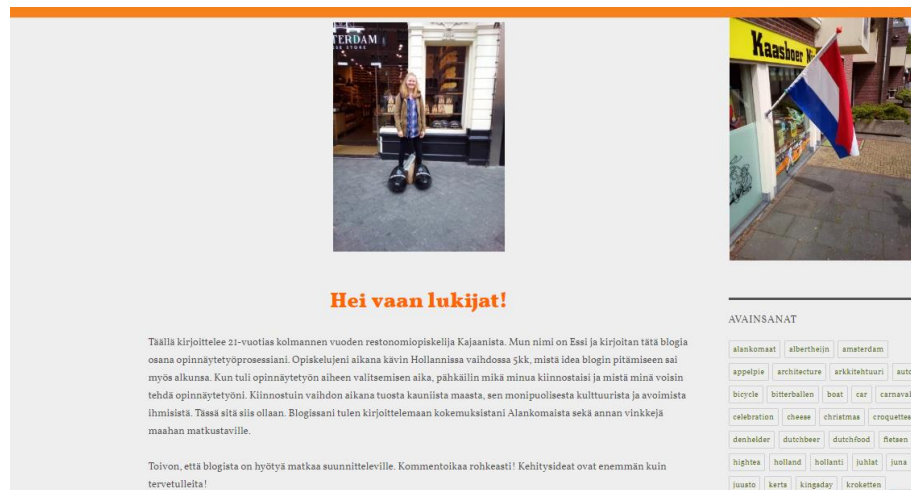 TERDAM
Kaasboer
Hei vaan lukijat!
Täällä kirjoittelee 21-vuotias kolmannen vuoden restonomiopiskelija Kajaanista. Mun nimi on Essi ja kirjoitan tätä blogia
osana opinnäytetyöprosessiani. Opiskelujeni aikana kävin Hollannissa vaihdossa 5kk, mistä idea blogin pitämiseen sai
myös alkunsa. Kun tuli opinnäytetyön aiheen valitsemisen aika, pähkäilin mikä minua kiinnostaisi ja mistä minä voisin
tehdä opinnäytetyöni. Kiinnostuin vaihdon aikana tuosta kauniista maasta, sen monipuolisesta kulttuurista ja avoimista
ihmisistä. Tässä sitä siis ollaan. Blogissani tulen kirjoittelemaan kokemuksistani Alankomaista sekä annan vinkkejä
maahan matkustaville.
Toivon, että blogista on hyötyä matkaa suunnitteleville. Kommentoikaa rohkeasti! Kehitysideat ovat enemmän kuin
tervetulleita!
AVAINSANAT
alankomaat albertheijn amsterdam
appelpie architecture arkkitehtuuri auto
bicycle bitterballen boat car carnaval
celebration cheese christmas croquettes
denhelder dutchbeer dutchfood fietsen
hightea holland hollanti juhlat juna
juusto kerta kingsday kroketten